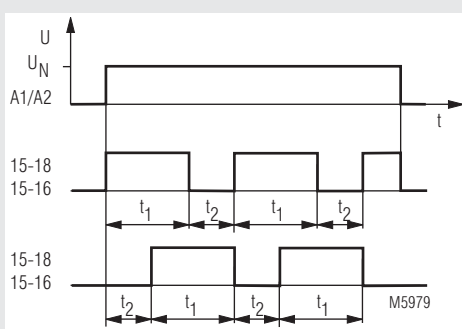 U
U_N
A1/A2
t
15-18
15-16
t1 t2 t1 t2
15-18
15-16
t2 t1 t2 t1
M5979